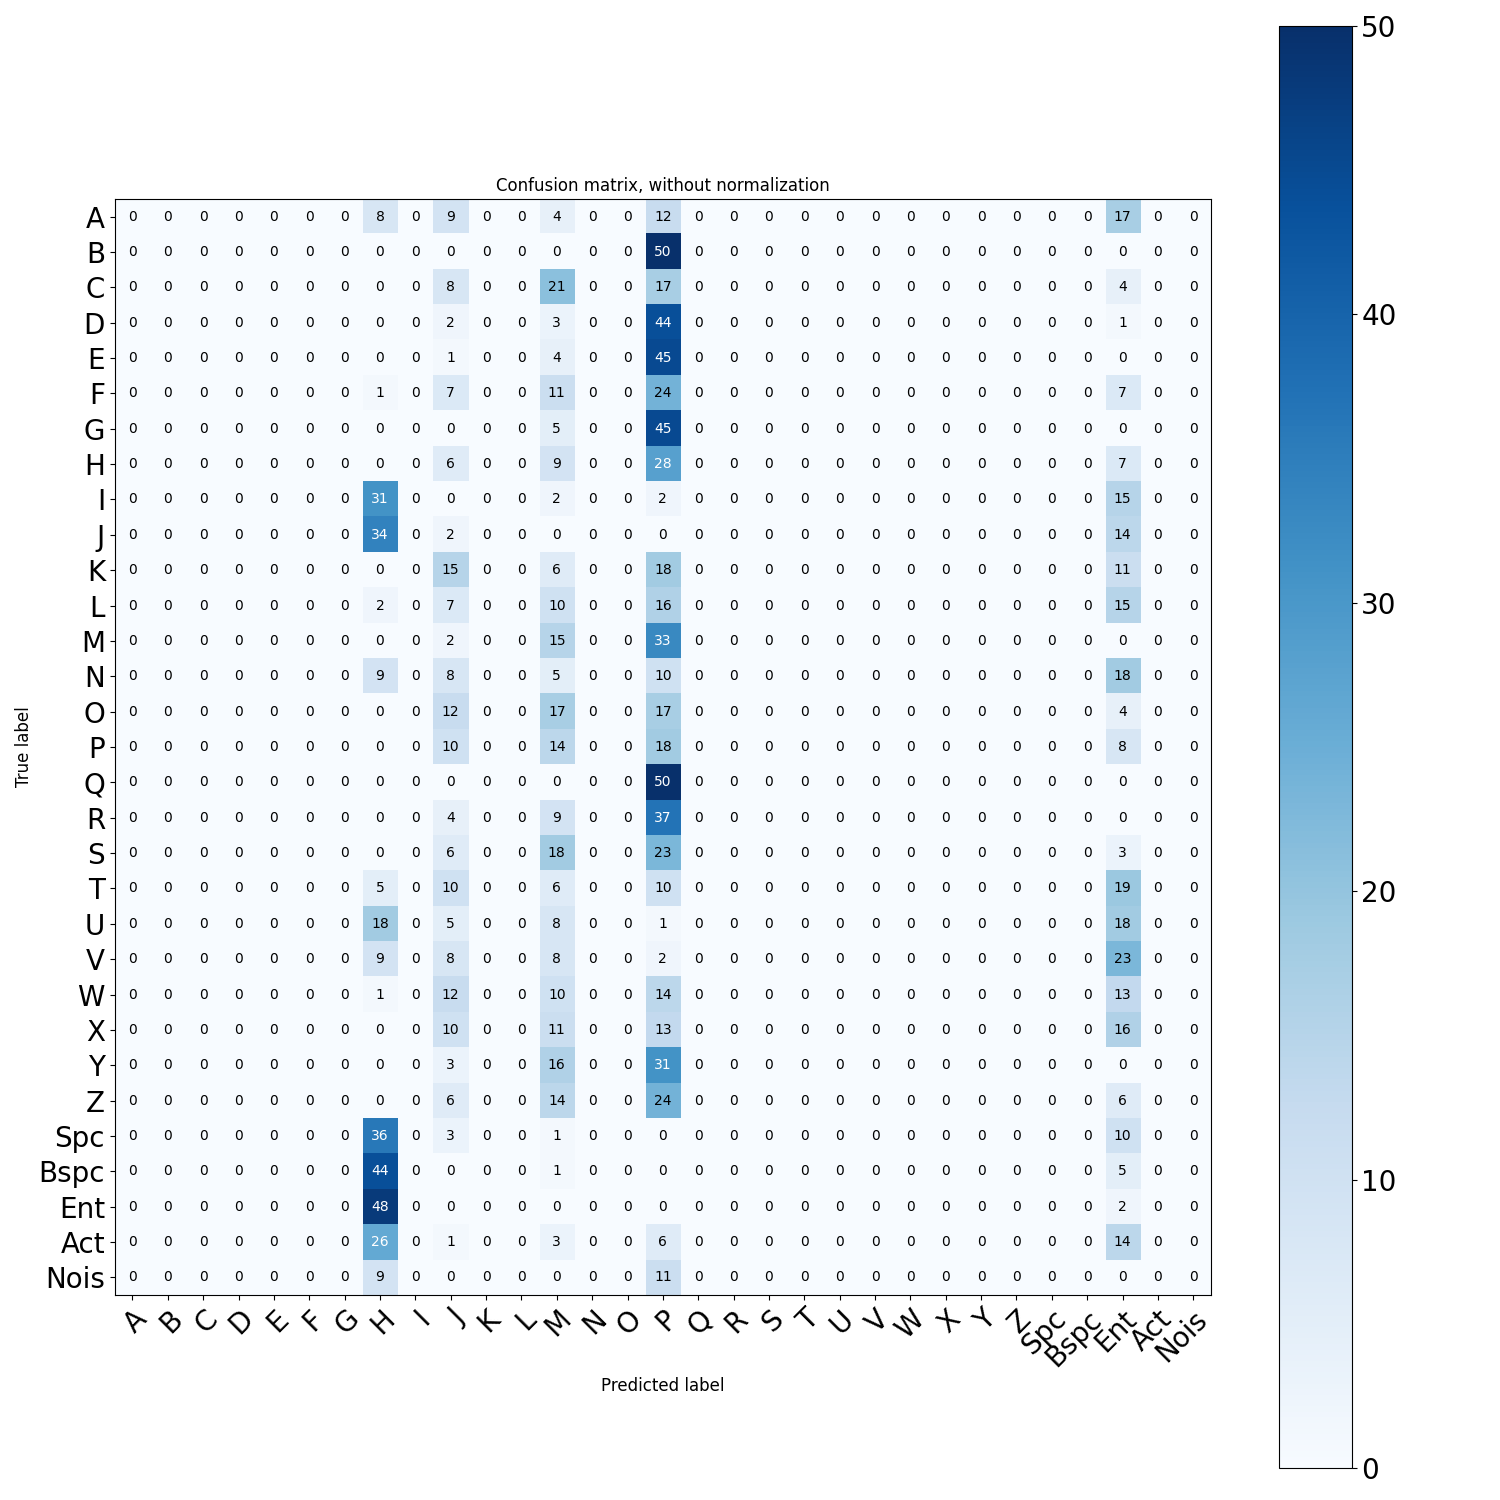 Confusion matrix, without normalization
A 0 0 0 0 0 0 0 8 0 9 0 0 4 0 0 12 0 0 0 0 0 0 0 0 0 0 0 0 17 0 0
B 0 0 0 0 0 0 0 0 0 0 0 0 0 0 0 50 0 0 0 0 0 0 0 0 0 0 0 0 0 0 0
C 0 0 0 0 0 0 0 0 0 8 0 0 21 0 0 17 0 0 0 0 0 0 0 0 0 0 0 0 4 0 0
D 0 0 0 0 0 0 0 0 0 2 0 0 3 0 0 44 0 0 0 0 0 0 0 0 0 0 0 0 1 0 0
E 0 0 0 0 0 0 0 0 0 1 0 0 4 0 0 45 0 0 0 0 0 0 0 0 0 0 0 0 0 0 0
F 0 0 0 0 0 0 0 1 0 7 0 0 11 0 0 24 0 0 0 0 0 0 0 0 0 0 0 0 7 0 0
G 0 0 0 0 0 0 0 0 0 0 0 0 5 0 0 45 0 0 0 0 0 0 0 0 0 0 0 0 0 0 0
H 0 0 0 0 0 0 0 0 0 6 0 0 9 0 0 28 0 0 0 0 0 0 0 0 0 0 0 0 7 0 0
I 0 0 0 0 0 0 0 31 0 0 0 0 2 0 0 2 0 0 0 0 0 0 0 0 0 0 0 0 15 0 0
J 0 0 0 0 0 0 0 34 0 2 0 0 0 0 0 0 0 0 0 0 0 0 0 0 0 0 0 0 14 0 0
K 0 0 0 0 0 0 0 0 0 15 0 0 6 0 0 18 0 0 0 0 0 0 0 0 0 0 0 0 11 0 0
L 0 0 0 0 0 0 0 2 0 7 0 0 10 0 0 16 0 0 0 0 0 0 0 0 0 0 0 0 15 0 0
M 0 0 0 0 0 0 0 0 0 2 0 0 15 0 0 33 0 0 0 0 0 0 0 0 0 0 0 0 0 0 0
N 0 0 0 0 0 0 0 9 0 8 0 0 5 0 0 10 0 0 0 0 0 0 0 0 0 0 0 0 18 0 0
O 0 0 0 0 0 0 0 0 0 12 0 0 17 0 0 17 0 0 0 0 0 0 0 0 0 0 0 0 4 0 0
P 0 0 0 0 0 0 0 0 0 10 0 0 14 0 0 18 0 0 0 0 0 0 0 0 0 0 0 0 8 0 0
Q 0 0 0 0 0 0 0 0 0 0 0 0 0 0 0 50 0 0 0 0 0 0 0 0 0 0 0 0 0 0 0
R 0 0 0 0 0 0 0 0 0 4 0 0 9 0 0 37 0 0 0 0 0 0 0 0 0 0 0 0 0 0 0
S 0 0 0 0 0 0 0 0 0 6 0 0 18 0 0 23 0 0 0 0 0 0 0 0 0 0 0 0 3 0 0
T 0 0 0 0 0 0 0 5 0 10 0 0 6 0 0 10 0 0 0 0 0 0 0 0 0 0 0 0 19 0 0
U 0 0 0 0 0 0 0 18 0 5 0 0 8 0 0 1 0 0 0 0 0 0 0 0 0 0 0 0 18 0 0
V 0 0 0 0 0 0 0 9 0 8 0 0 8 0 0 2 0 0 0 0 0 0 0 0 0 0 0 0 23 0 0
W 0 0 0 0 0 0 0 1 0 12 0 0 10 0 0 14 0 0 0 0 0 0 0 0 0 0 0 0 13 0 0
X 0 0 0 0 0 0 0 0 0 10 0 0 11 0 0 13 0 0 0 0 0 0 0 0 0 0 0 0 16 0 0
Y 0 0 0 0 0 0 0 0 0 3 0 0 16 0 0 31 0 0 0 0 0 0 0 0 0 0 0 0 0 0 0
Z 0 0 0 0 0 0 0 0 0 6 0 0 14 0 0 24 0 0 0 0 0 0 0 0 0 0 0 0 6 0 0
Spc 0 0 0 0 0 0 0 36 0 3 0 0 1 0 0 0 0 0 0 0 0 0 0 0 0 0 0 0 10 0 0
Bspc 0 0 0 0 0 0 0 44 0 0 0 0 1 0 0 0 0 0 0 0 0 0 0 0 0 0 0 0 5 0 0
Ent 0 0 0 0 0 0 0 48 0 0 0 0 0 0 0 0 0 0 0 0 0 0 0 0 0 0 0 0 2 0 0
Act 0 0 0 0 0 0 0 26 0 1 0 0 3 0 0 6 0 0 0 0 0 0 0 0 0 0 0 0 14 0 0
Nois 0 0 0 0 0 0 0 9 0 0 0 0 0 0 0 11 0 0 0 0 0 0 0 0 0 0 0 0 0 0 0
A B C D E F G H I J K L M N O P Q R S T U V W X Y Z Spc Bspc Ent Act Nois
Predicted label
True label
50
40
30
20
10
0